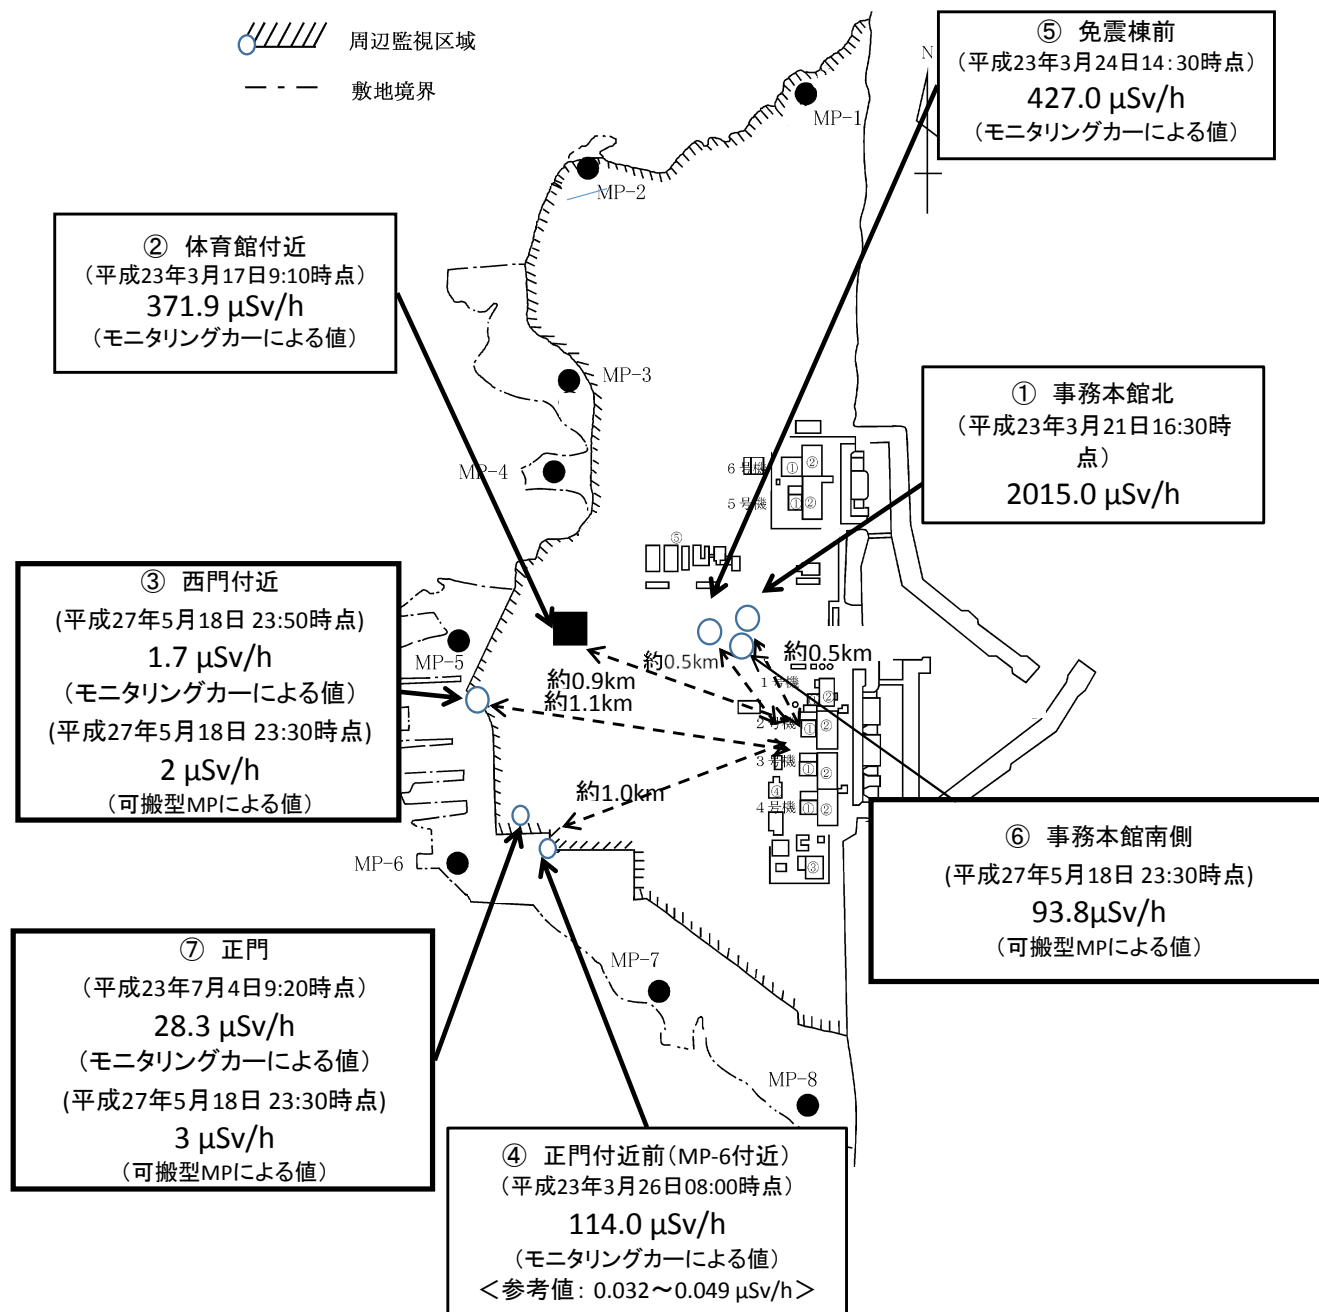 周辺監視区域
敷地境界
⑤ 免震棟前
（平成23年3月24日14：30時点）
427.0 μSv/h
（モニタリングカーによる値）
N
MP-1
MP-2
② 体育館付近
（平成23年3月17日9:10時点）
371.9 μSv/h
（モニタリングカーによる値）
MP-3
① 事務本館北
（平成23年3月21日16:30時
点）
2015.0 μSv/h
MP-4
6号機
①
②
5号機
①
②
⑤
③ 西門付近
(平成27年5月18日 23:50時点)
1.7 μSv/h
（モニタリングカーによる値）
(平成27年5月18日 23:30時点)
2 μSv/h
（可搬型MPによる値）
MP-5
約0.5km
約0.5km
約0.9km
約1.1km
1号機
②
2号機
①
②
3号機
①
②
約1.0km
④
4号機
①
②
③
MP-6
⑥ 事務本館南側
(平成27年5月18日 23:30時点)
93.8μSv/h
（可搬型MPによる値）
⑦ 正門
（平成23年7月4日9:20時点）
28.3 μSv/h
（モニタリングカーによる値）
(平成27年5月18日 23:30時点)
3 μSv/h
（可搬型MPによる値）
MP-7
MP-8
④ 正門付近前（MP-6付近）
（平成23年3月26日08:00時点）
114.0 μSv/h
（モニタリングカーによる値）
＜参考値： 0.032～0.049 μSv/h＞